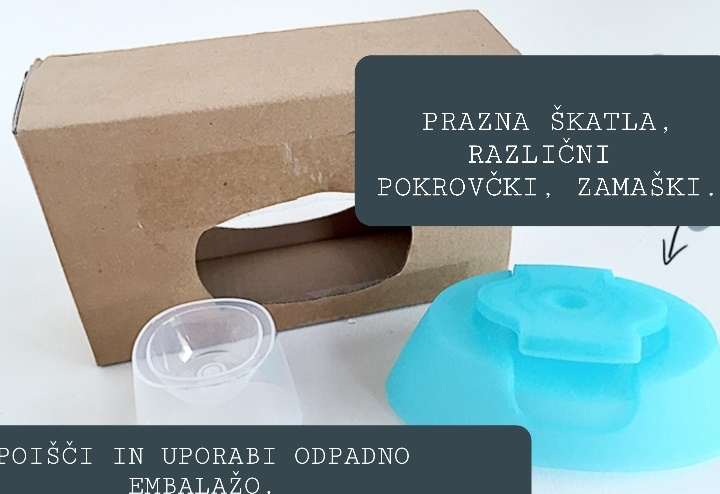 PRAZNA ŠKATLA,
RAZLIČNI
POKROVČKI, ZAMAŠKI.
POIŠČI IN UPORABI ODPADNO
EMBALAŽO.